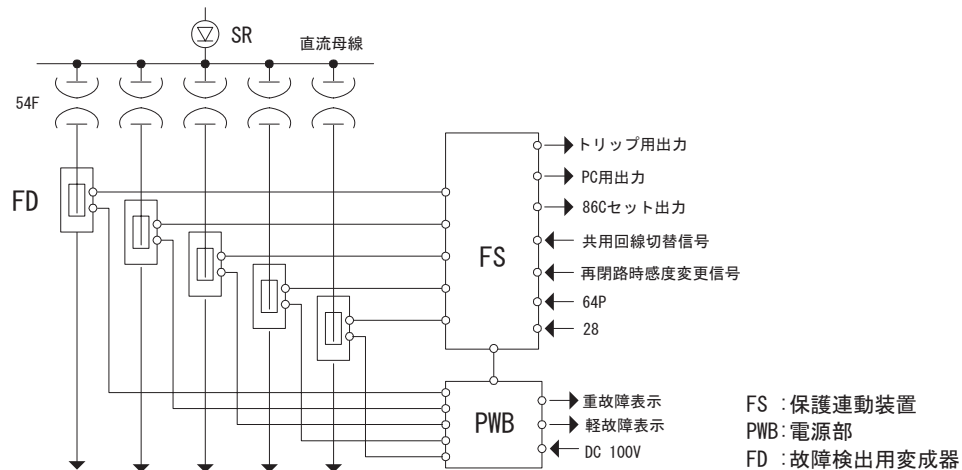 SR
直流母線
54F
FD
FS
トリップ用出力
PC用出力
86Cセット出力
共用回線切替信号
再閉路時感度変更信号
64P
28
PWB
重故障表示
軽故障表示
DC 100V
FS :保護連動装置
PWB:電源部
FD :故障検出用変成器